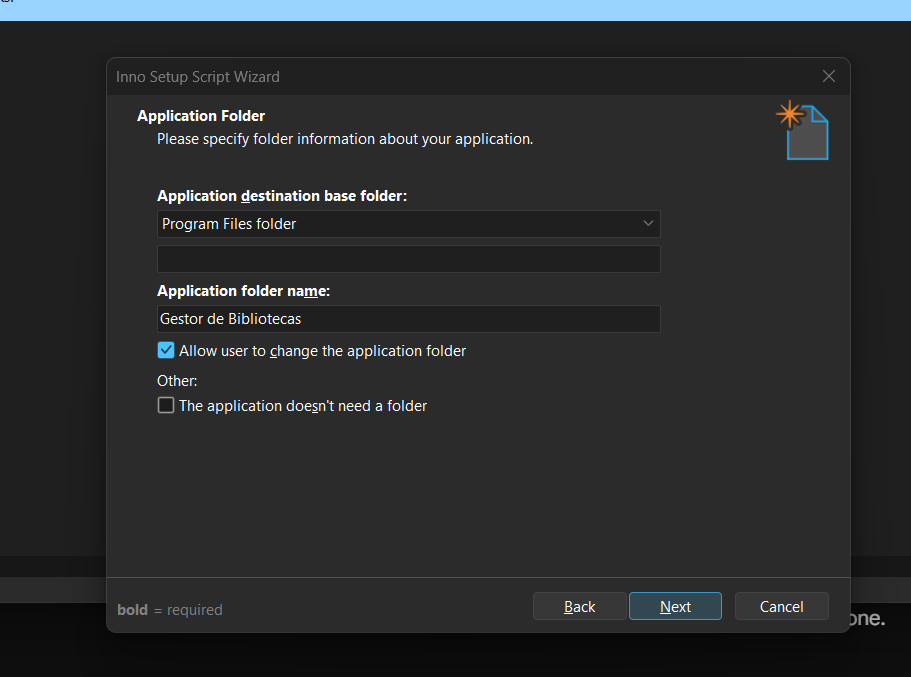 Inno Setup Script Wizard
Application Folder
Please specify folder information about your application.
Application destination base folder:
Program Files folder
Application folder name:
Gestor de Bibliotecas
Allow user to change the application folder
Other:
The application doesn't need a folder
bold = required
Back
Next
Cancel
one.